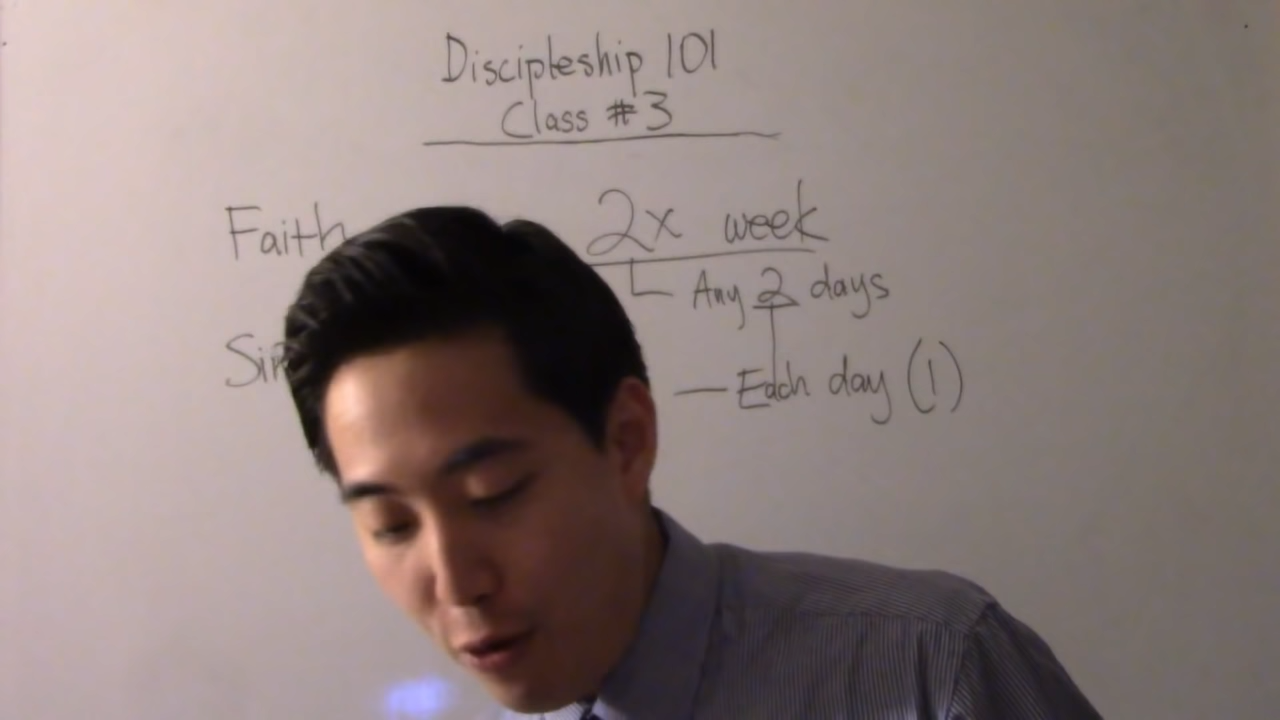 Discipleship 101
Class #3
Faith 2x week
Any 2 days
Each day (1)